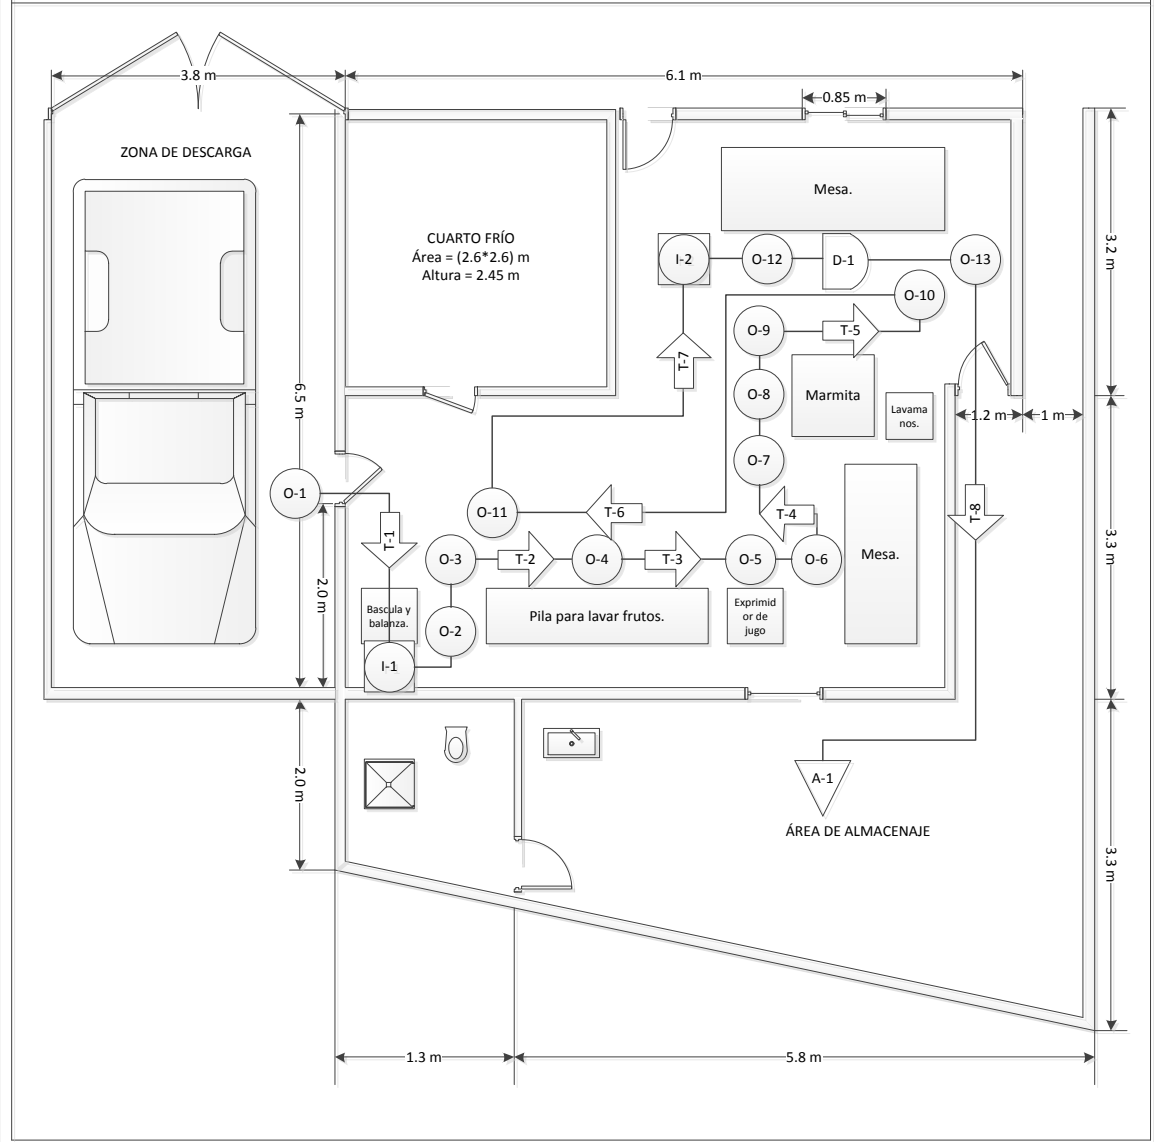 3.8 m
6.1 m
0.85 m
ZONA DE DESCARGA
Mesa.
CUARTO FRÍO
Área = (2.6*2.6) m
Altura = 2.45 m
3.2 m
I-2
O-12
D-1
O-13
O-10
O-9
T-5
T-7
6.5 m
O-8
Marmita
Lavama
nos.
1.2 m
1 m
O-7
O-1
O-11
T-6
T-4
T-8
T-1
O-3
T-2
O-4
T-3
O-5
O-6
Mesa.
3.3 m
2.0 m
Bascula y
balanza.
O-2
Pila para lavar frutos.
Exprimid
or de
jugo
I-1
2.0 m
A-1
ÁREA DE ALMACENAJE
3.3 m
1.3 m
5.8 m